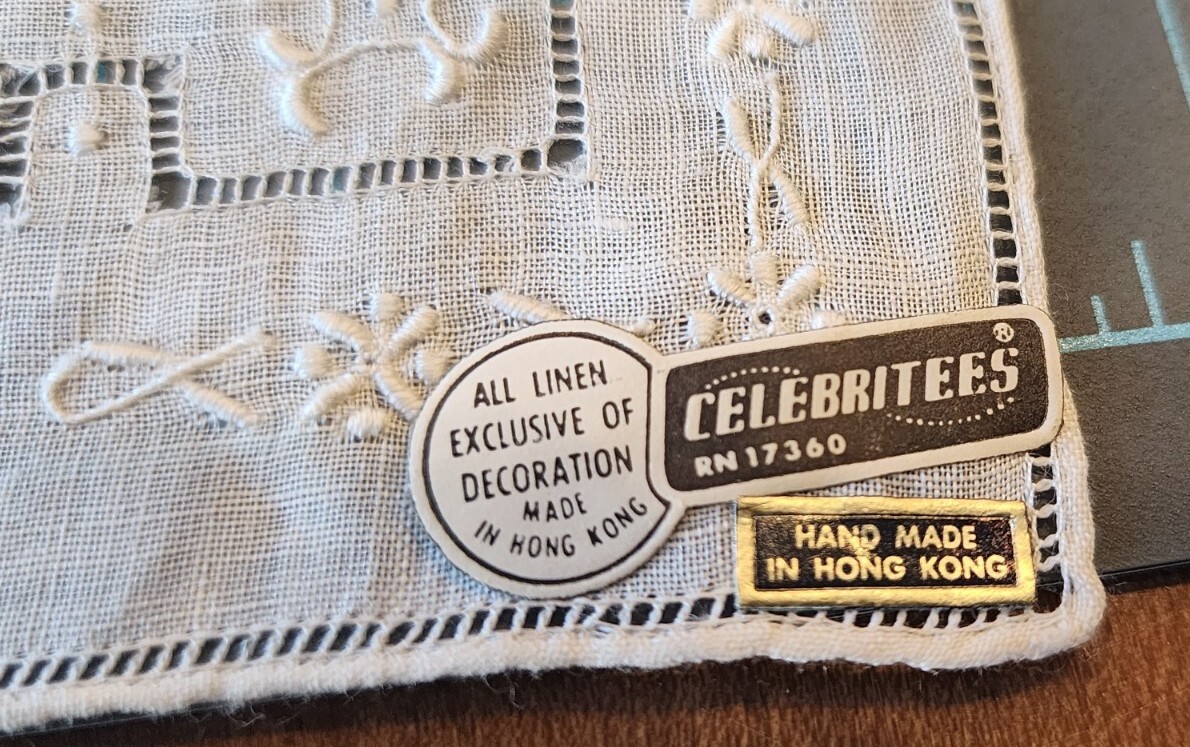 ALL LINEN
EXCLUSIVE OF
DECORATION
MADE
IN HONG KONG
CELEBRITEES®
RN 17360
HAND MADE
IN HONG KONG